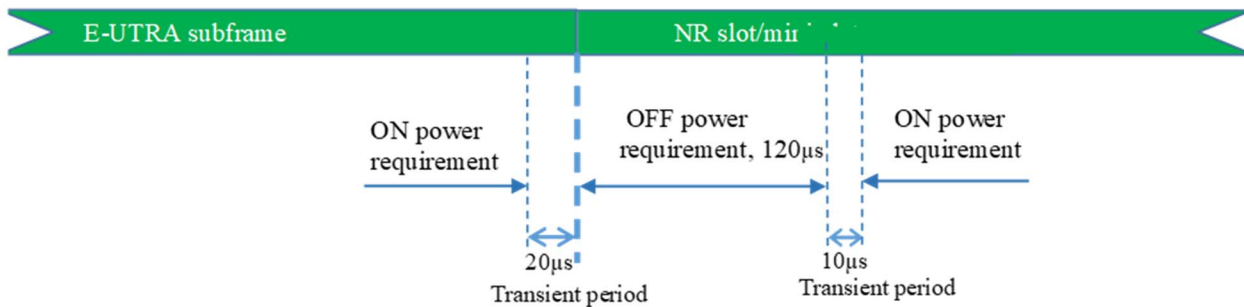 E-UTRA subframe
NR slot/mini
ON power
requirement
OFF power
requirement, 120µs
ON power
requirement
20µs
Transient period
10µs
Transient period